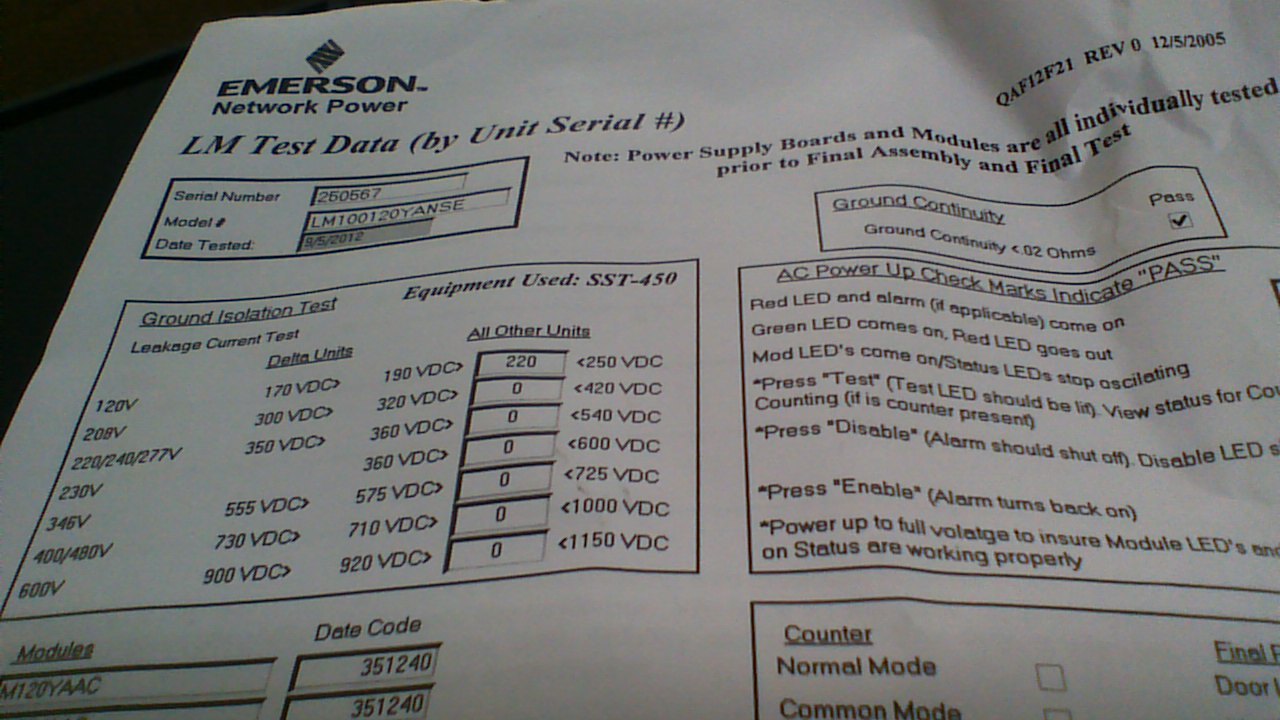 EMERSON™
Network Power
QAF12F21 REV 0 12/5/2005
LM Test Data (by Unit Serial #)
Note: Power Supply Boards and Modules are all individually tested
prior to Final Assembly and Final Test
Serial Number 250567
Model # LM100120YANSE
Date Tested: 9/5/2012
Ground Continuity Pass
Ground Continuity <.02 Ohms
Ground Isolation Test Equipment Used: SST-450
Leakage Current Test
Delta Units All Other Units
120V 170 VDC> 190 VDC> 220 <250 VDC
208V 300 VDC> 320 VDC> 0 <420 VDC
220/240/277V 350 VDC> 360 VDC> 0 <540 VDC
230V 360 VDC> 0 <600 VDC
346V 555 VDC> 575 VDC> 0 <725 VDC
400/480V 730 VDC> 710 VDC> 0 <1000 VDC
600V 900 VDC> 920 VDC> 0 <1150 VDC
AC Power Up Check Marks Indicate "PASS"
Red LED and alarm (if applicable) come on
Green LED comes on, Red LED goes out
Mod LED's come on/Status LEDs stop oscilating
*Press "Test" (Test LED should be lit). View status for Cou
Counting (if is counter present)
*Press "Disable" (Alarm should shut off). Disable LED s
*Press "Enable" (Alarm turns back on)
*Power up to full volatge to insure Module LED's and
on Status are working properly
Modules Date Code
M120YAAC 351240
351240
Counter
Normal Mode
Common Mode
Final
Door